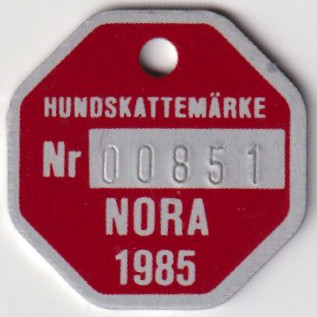 HUNDSKATTEMÄRKE
Nr 00851
NORA
1985